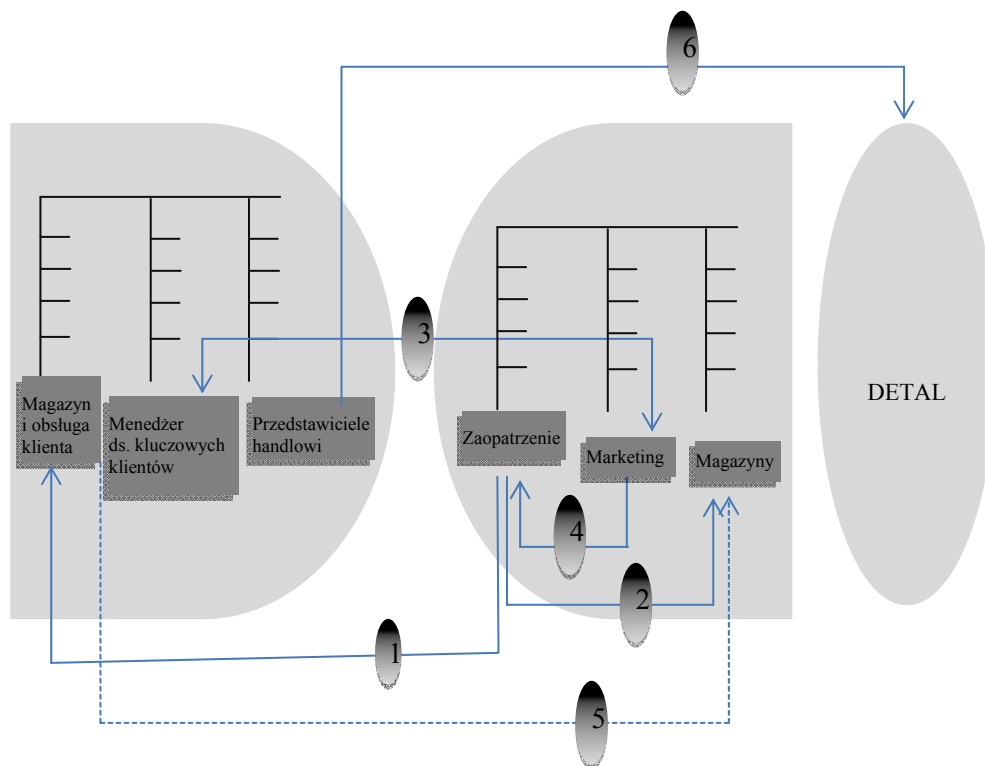 6
3
DETAL
Magazyn
i obsługa
klienta
Menedżer
ds. kluczowych
klientów
Przedstawiciele
handlowi
Zaopatrzenie
Marketing
Magazyny
4
2
1
5